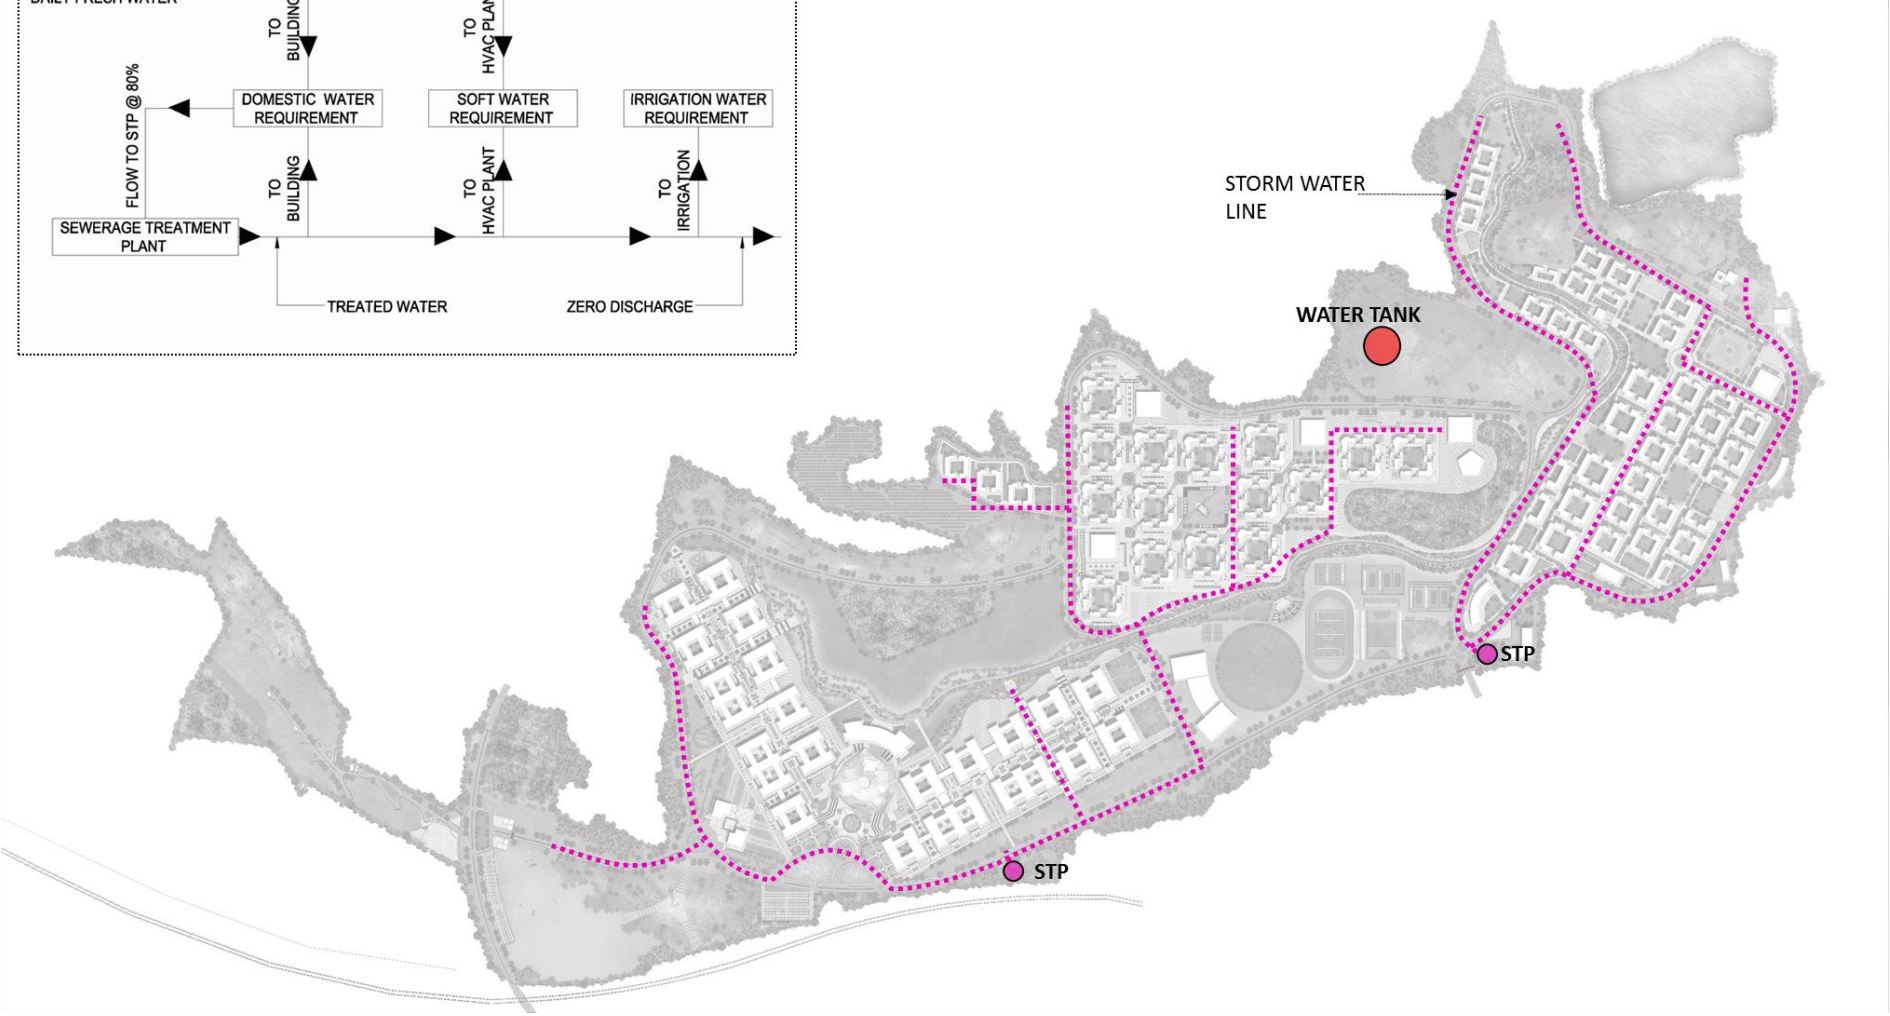 DAILY FRESH WATER
TO
BUILDING
TO
HVAC PLANT
FLOW TO STP @ 80%
DOMESTIC WATER
REQUIREMENT
SOFT WATER
REQUIREMENT
IRRIGATION WATER
REQUIREMENT
TO
BUILDING
TO
HVAC PLANT
TO
IRRIGATION
SEWERAGE TREATMENT
PLANT
TREATED WATER
ZERO DISCHARGE
STORM WATER
LINE
WATER TANK
STP
STP